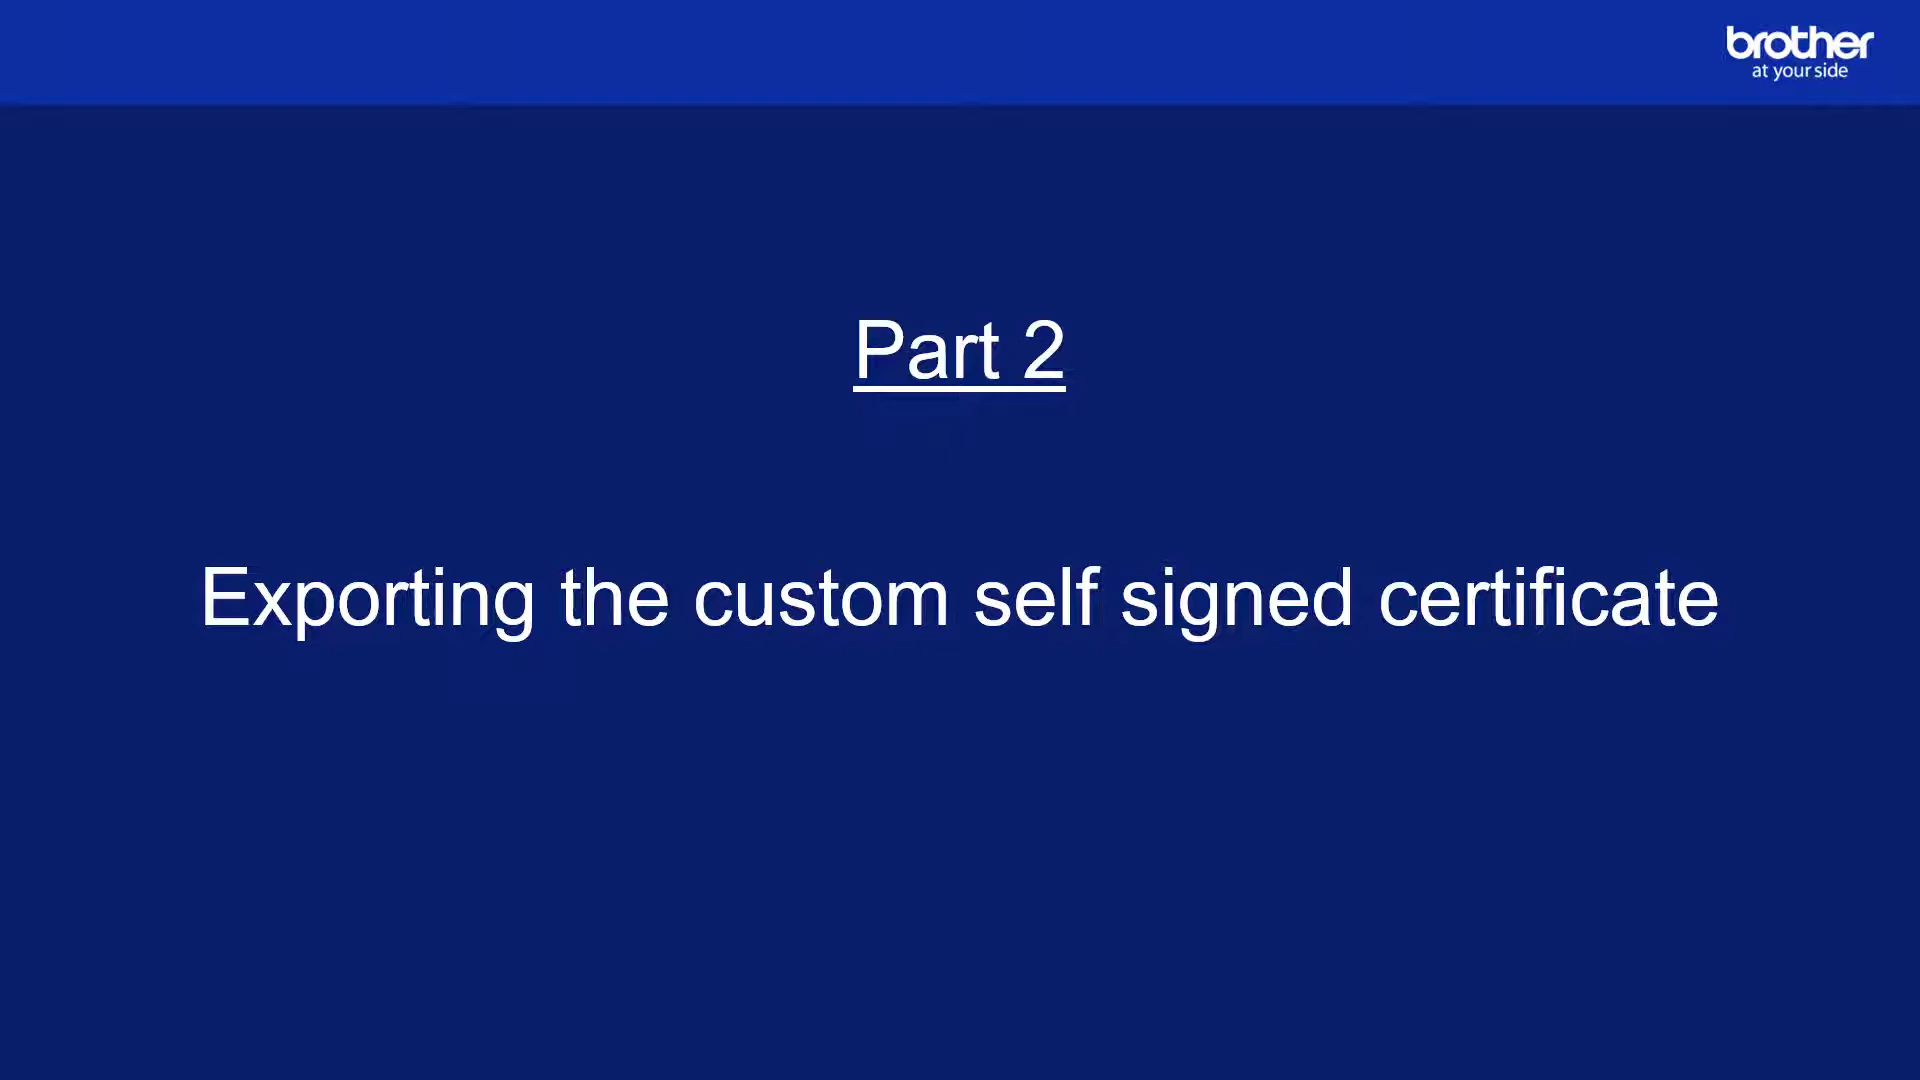 brother
at your side
Part 2
Exporting the custom self signed certificate